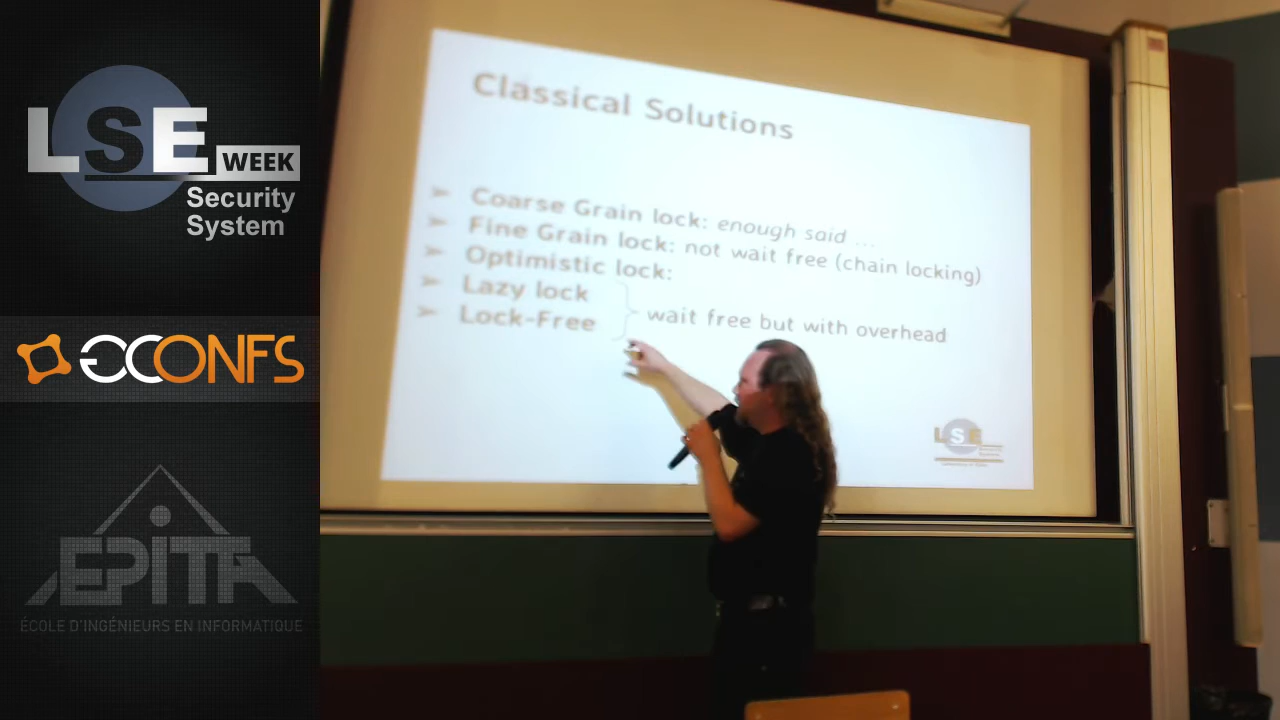 LSE WEEK
Security
System
GCONFS
EPITA
ÉCOLE D'INGÉNIEURS EN INFORMATIQUE
Classical Solutions
➤ Coarse Grain lock: enough said ...
➤ Fine Grain lock: not wait free (chain locking)
➤ Optimistic lock:
➤ Lazy lock
➤ Lock-Free
wait free but with overhead
LSE